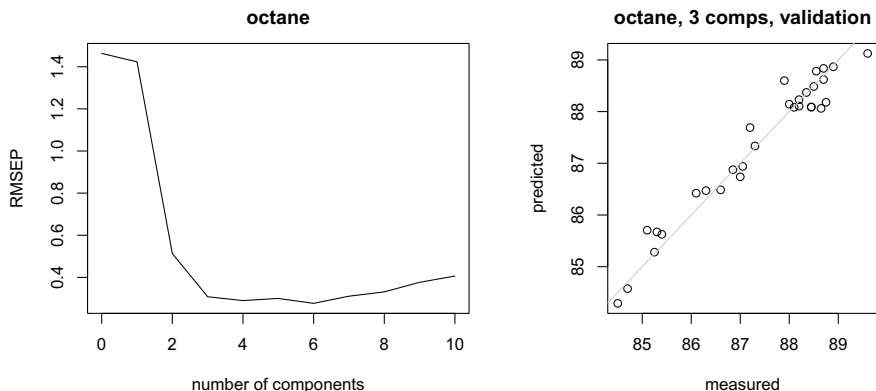 octane
RMSEP
1.4
1.2
1.0
0.8
0.6
0.4
0 2 4 6 8 10
number of components
octane, 3 comps, validation
predicted
89
88
87
86
85
85 86 87 88 89
measured